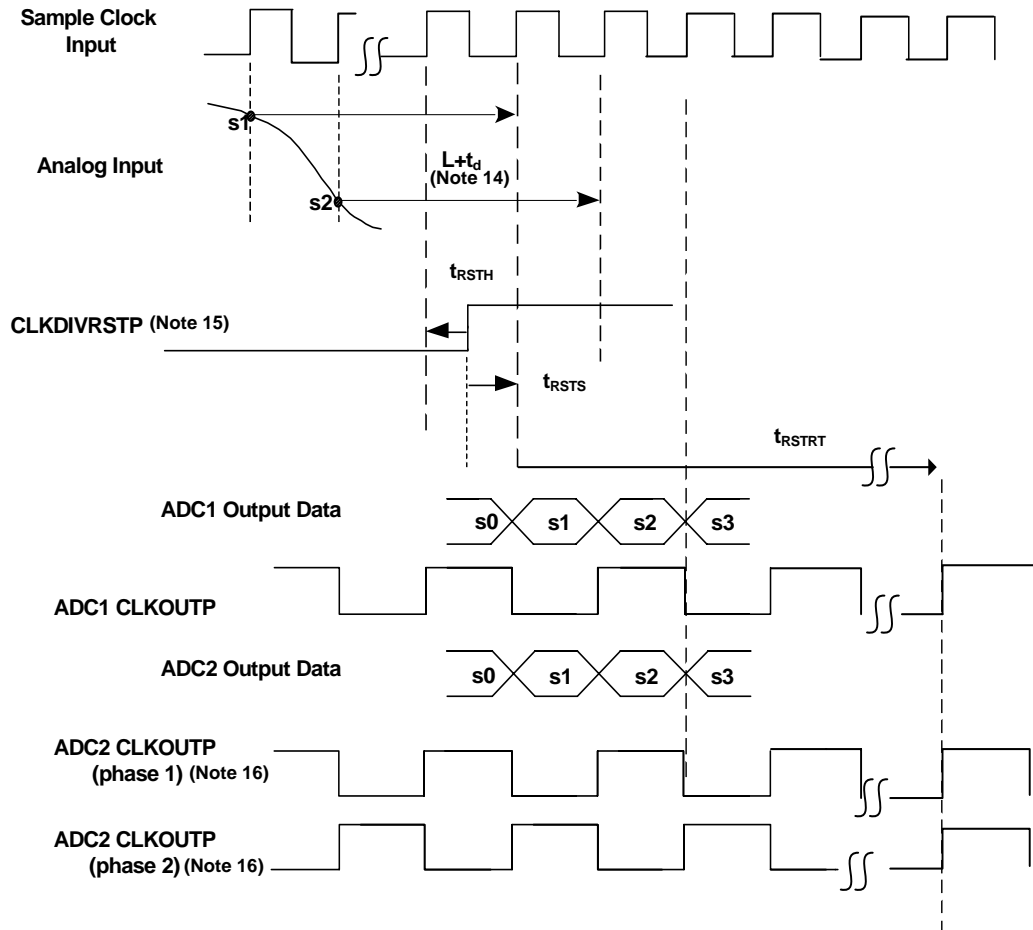 Sample Clock
Input
s1
Analog Input
L+td
(Note 14)
s2
tRSTH
CLKDIVRSTP (Note 15)
tRSTS
tRSTRT
ADC1 Output Data
s0 s1 s2 s3
ADC1 CLKOUTP
ADC2 Output Data
s0 s1 s2 s3
ADC2 CLKOUTP
(phase 1) (Note 16)
ADC2 CLKOUTP
(phase 2) (Note 16)